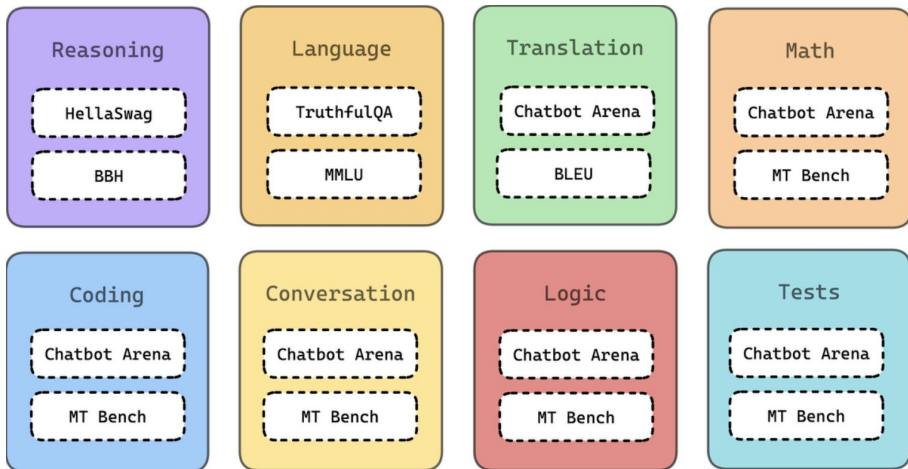 Reasoning
HellaSwag
BBH
Language
TruthfulQA
MMLU
Translation
Chatbot Arena
BLEU
Math
Chatbot Arena
MT Bench
Coding
Chatbot Arena
MT Bench
Conversation
Chatbot Arena
MT Bench
Logic
Chatbot Arena
MT Bench
Tests
Chatbot Arena
MT Bench